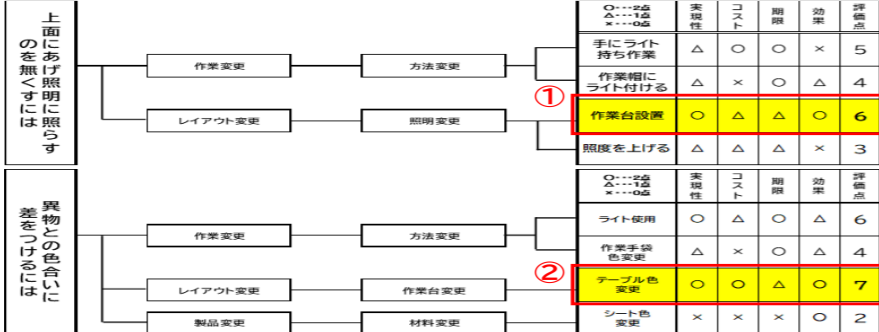 上面にあげ照明に照らす
のを無くすには
作業変更
方法変更
レイアウト変更
照明変更
○･･･2点
△･･･1点
×･･･0点
実現性
コスト
期限
効果
評価点
手にライト
持ち作業
△ ○ ○ × 5
作業帽に
ライト付ける
△ × ○ △ 4
①
作業台設置
○ △ △ ○ 6
照度を上げる
△ △ △ × 3
異物との色合いに
差をつけるには
作業変更
方法変更
レイアウト変更
作業台変更
製品変更
材料変更
○･･･2点
△･･･1点
×･･･0点
実現性
コスト
期限
効果
評価点
ライト使用
○ △ ○ △ 6
作業手袋
色変更
△ × ○ △ 4
②
テーブル色
変更
○ ○ △ ○ 7
シート色
変更
× × × ○ 2